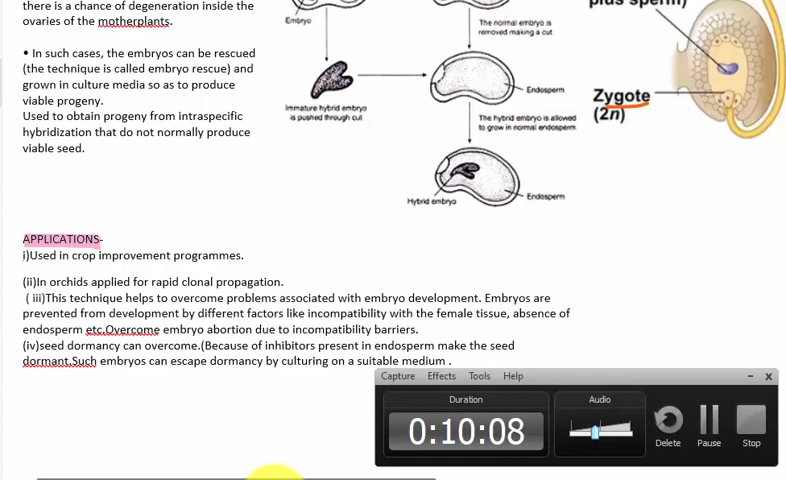 there is a chance of degeneration inside the
ovaries of the motherplants.
• In such cases, the embryos can be rescued
(the technique is called embryo rescue) and
grown in culture media so as to produce
viable progeny.
Used to obtain progeny from intraspecific
hybridization that do not normally produce
viable seed.
Embryo
The normal embryo is
removed making a cut
Immature hybrid embryo
is pushed through cut
Endosperm
The hybrid embryo is allowed
to grow in normal endosperm
Hybrid embryo
Endosperm
plus sperm)
Zygote
(2n)
APPLICATIONS-
i)Used in crop improvement programmes.
(ii)In orchids applied for rapid clonal propagation.
( iii)This technique helps to overcome problems associated with embryo development. Embryos are
prevented from development by different factors like incompatibility with the female tissue, absence of
endosperm etc.Overcome embryo abortion due to incompatibility barriers.
(iv)seed dormancy can overcome.(Because of inhibitors present in endosperm make the seed
dormant.Such embryos can escape dormancy by culturing on a suitable medium .
Capture Effects Tools Help
Duration
0:10:08
Audio
Delete Pause Stop